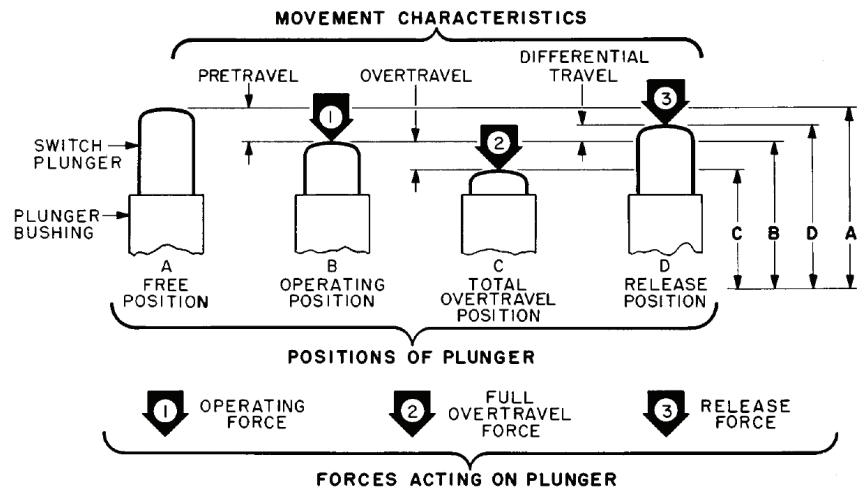 MOVEMENT CHARACTERISTICS
PRETRAVEL
OVERTRAVEL
DIFFERENTIAL
TRAVEL
1
2
3
SWITCH
PLUNGER
PLUNGER
BUSHING
A
FREE
POSITION
B
OPERATING
POSITION
C
TOTAL
OVERTRAVEL
POSITION
D
RELEASE
POSITION
C
B
D
A
POSITIONS OF PLUNGER
1
OPERATING
FORCE
2
FULL
OVERTRAVEL
FORCE
3
RELEASE
FORCE
FORCES ACTING ON PLUNGER